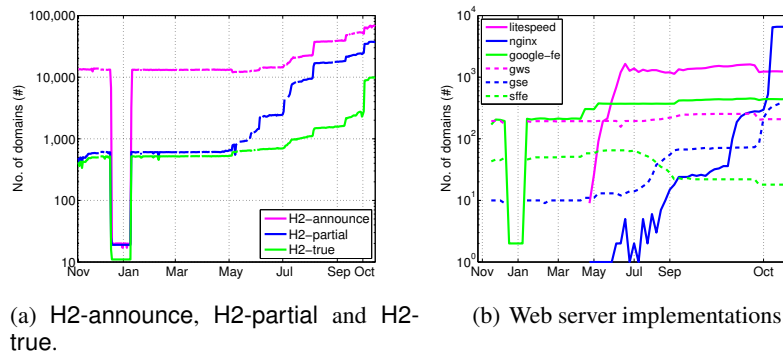 100,000
10,000
1,000
100
10
No. of domains (#)
Nov Jan Mar May Jul Sep Oct
H2-announce
H2-partial
H2-true
(a) H2-announce, H2-partial and H2-
true.
10^4
10^3
10^2
10^1
10^0
No. of domains (#)
Nov Jan Mar May Jul Sep Oct
litespeed
nginx
google-fe
gws
gse
sffe
(b) Web server implementations